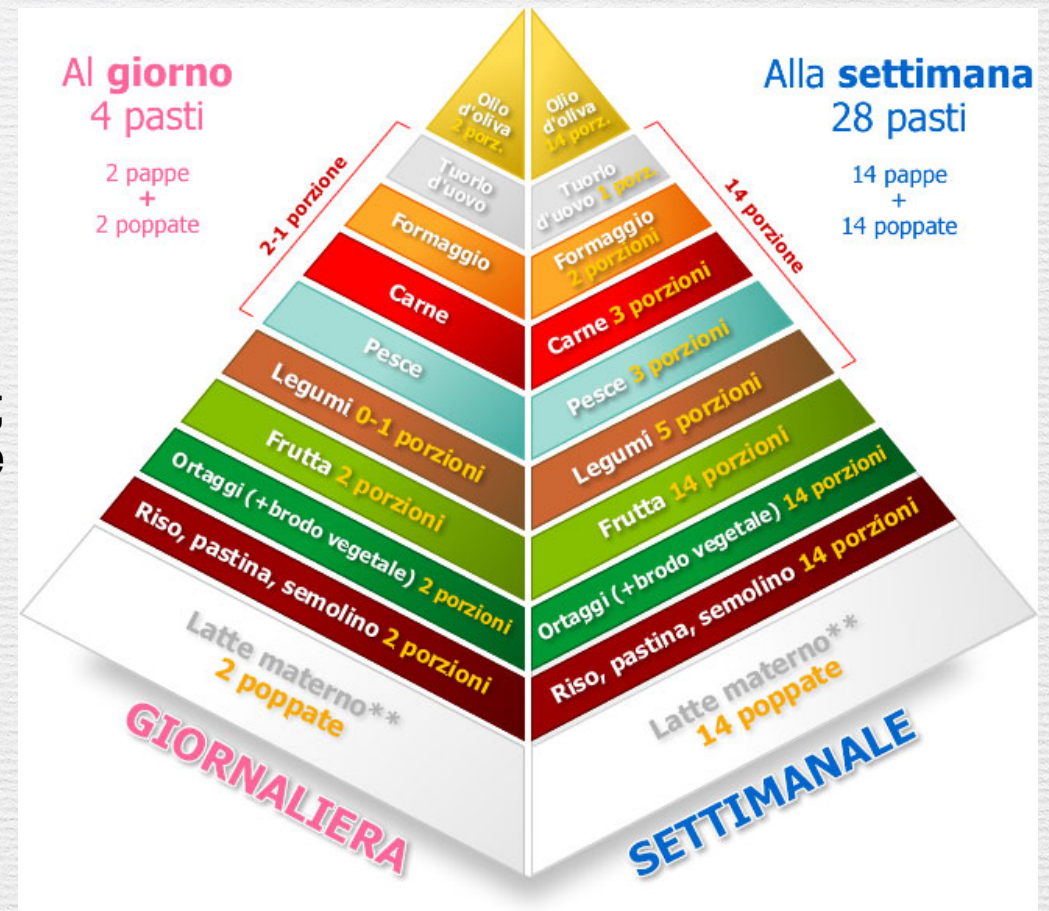 Al giorno
4 pasti
2 pappe
+
2 poppate
Alla settimana
28 pasti
14 pappe
+
14 poppate
2-1 porzione
Olio
d'oliva
2 porz.
Tuorlo
d'uovo
Formaggio
Carne
Pesce
Legumi 0-1 porzioni
Frutta 2 porzioni
Ortaggi (+brodo vegetale) 2 porzioni
Riso, pastina, semolino 2 porzioni
Latte materno**
2 poppate
GIORNALIERA
14 porzione
Olio
d'oliva
14 porz.
Tuorlo
d'uovo 1 porz.
Formaggio
2 porzioni
Carne 3 porzioni
Pesce 3 porzioni
Legumi 5 porzioni
Frutta 14 porzioni
Ortaggi (+brodo vegetale) 14 porzioni
Riso, pastina, semolino 14 porzioni
Latte materno**
14 poppate
SETTIMANALE